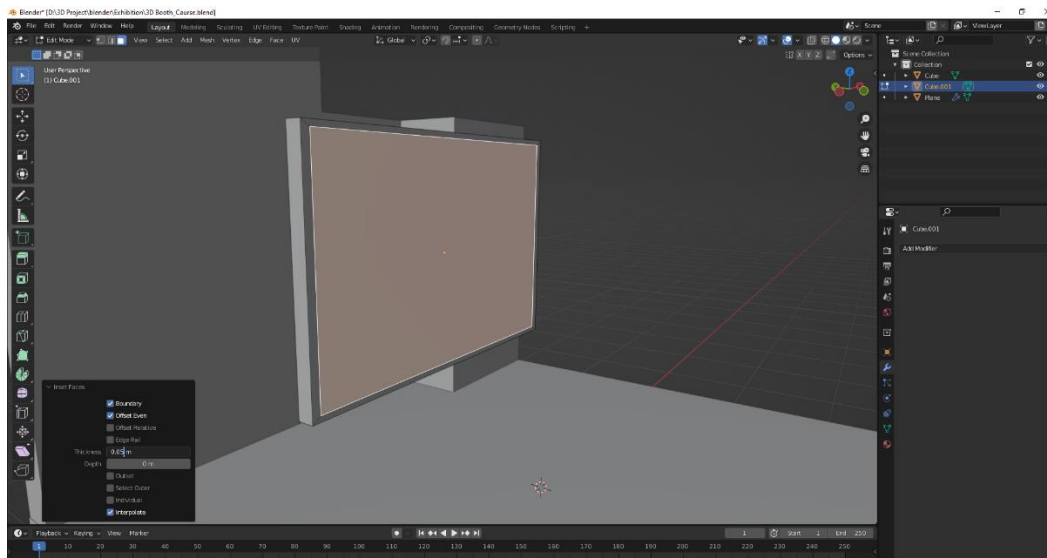 Blender* [D:\3D Project\blender\Exhibition\3D Booth_Caurse.blend]
File Edit Render Window Help Layout Modeling Sculpting UV Editing Texture Paint Shading Animation Rendering Compositing Geometry Nodes Scripting + Scene ViewLayer
Edit Mode View Select Add Mesh Vertex Edge Face UV Global
X Y Z Options
User Perspective
(1) Cube.001
Scene Collection
Collection
Cube
Cube.001
Plane
Cube.001
Add Modifier
Inset Faces
Boundary
Offset Even
Offset Relative
Edge Rail
Thickness 0.05 m
Depth 0 m
Outset
Select Outer
Individual
Interpolate
Playback Keying View Marker 1 Start 1 End 250
1 10 20 30 40 50 60 70 80 90 100 110 120 130 140 150 160 170 180 190 200 210 220 230 240 250